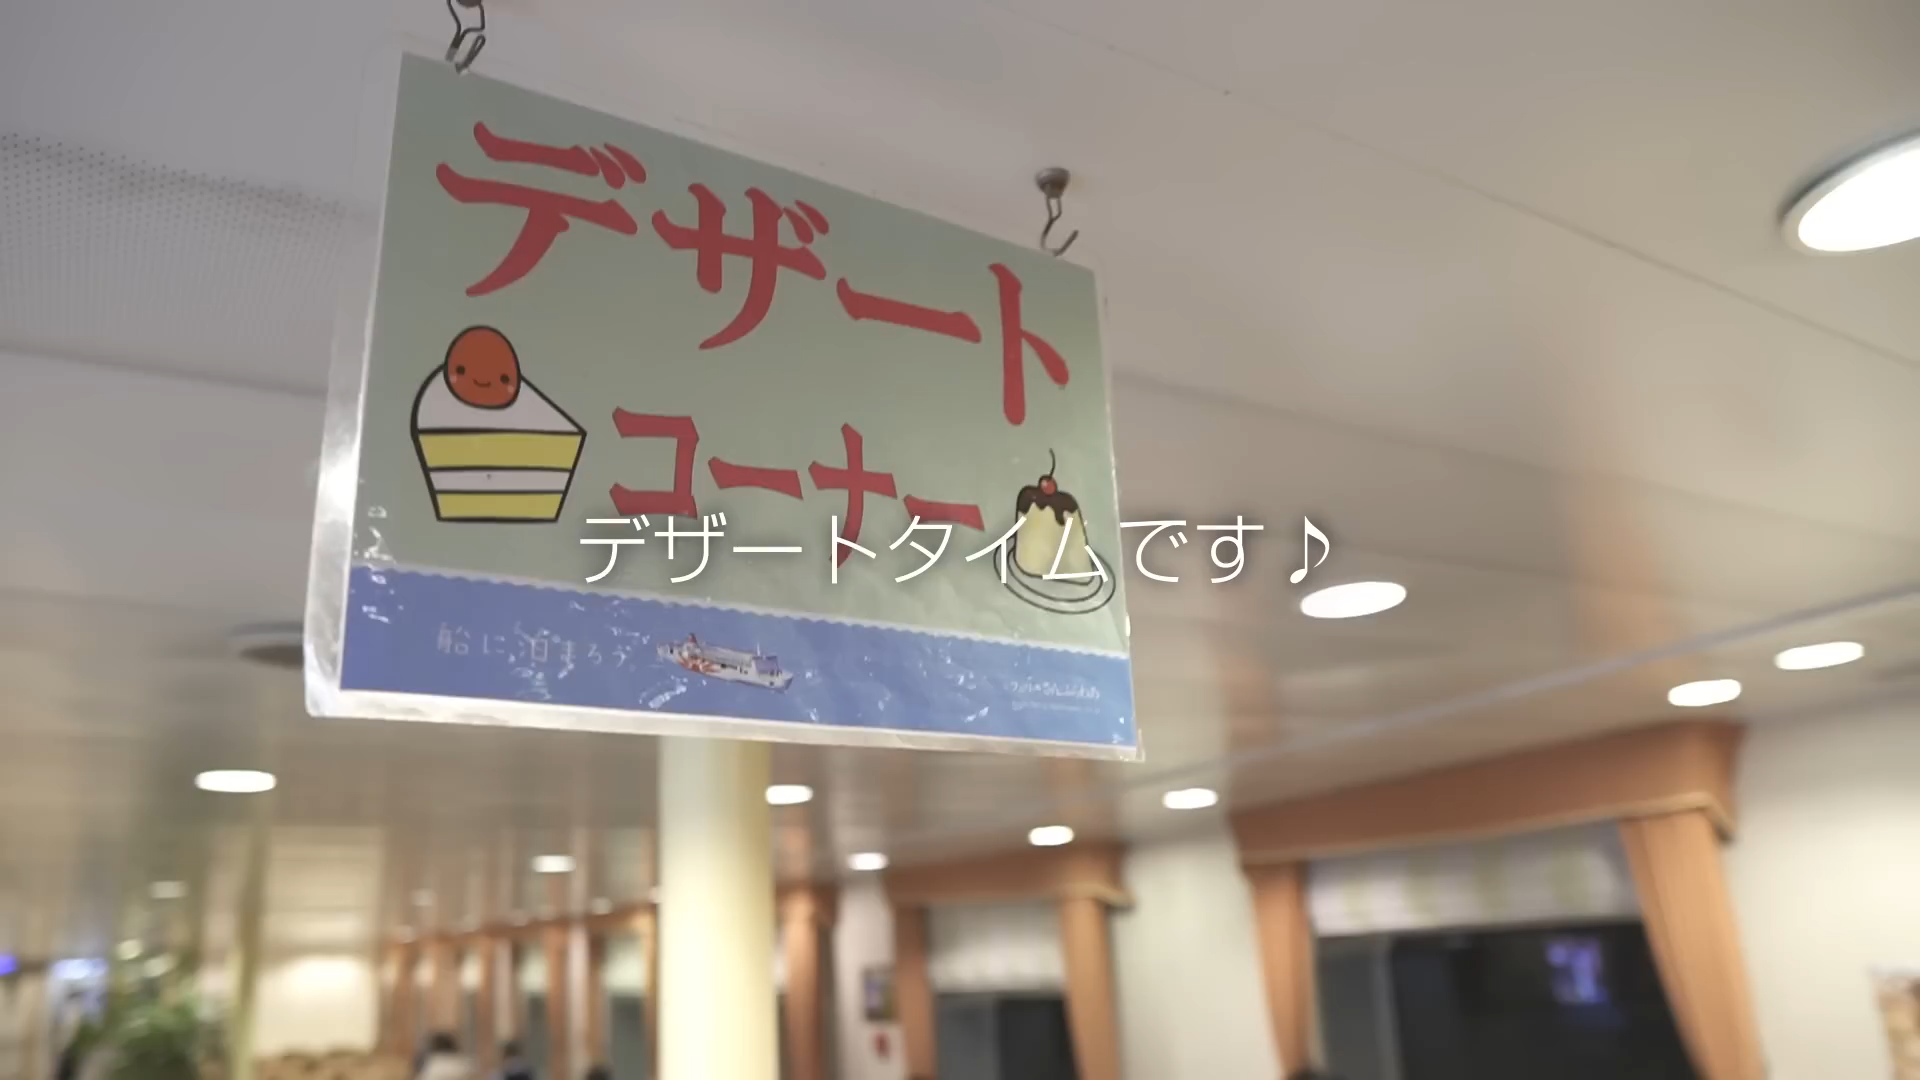 デザート
コーナー
デザートタイムです♪
船に泊まろう